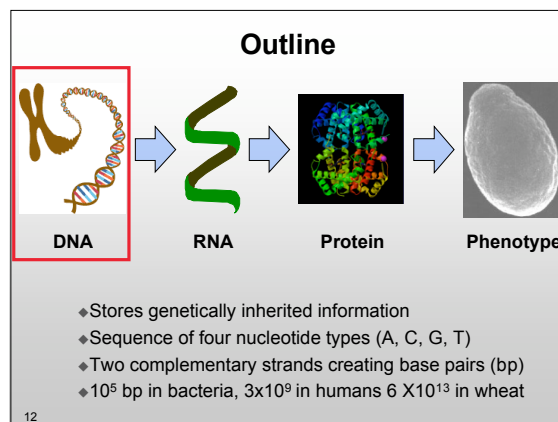 Outline
DNA RNA Protein Phenotype
◆Stores genetically inherited information
◆Sequence of four nucleotide types (A, C, G, T)
◆Two complementary strands creating base pairs (bp)
◆10⁵ bp in bacteria, 3x10⁹ in humans 6 X10¹³ in wheat
12